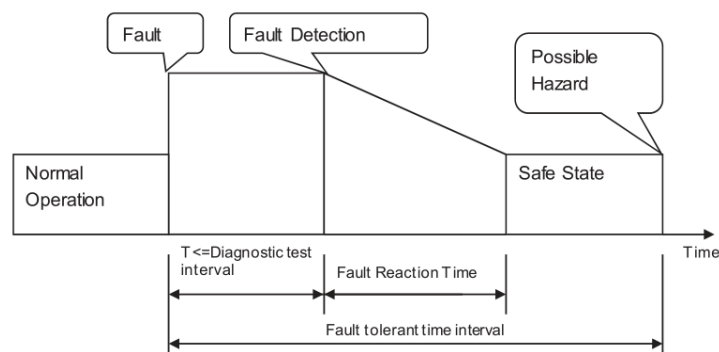 Fault
Fault Detection
Possible
Hazard
Normal
Operation
Safe State
T<=Diagnostic test
interval
Time
Fault Reaction Time
Fault tolerant time interval